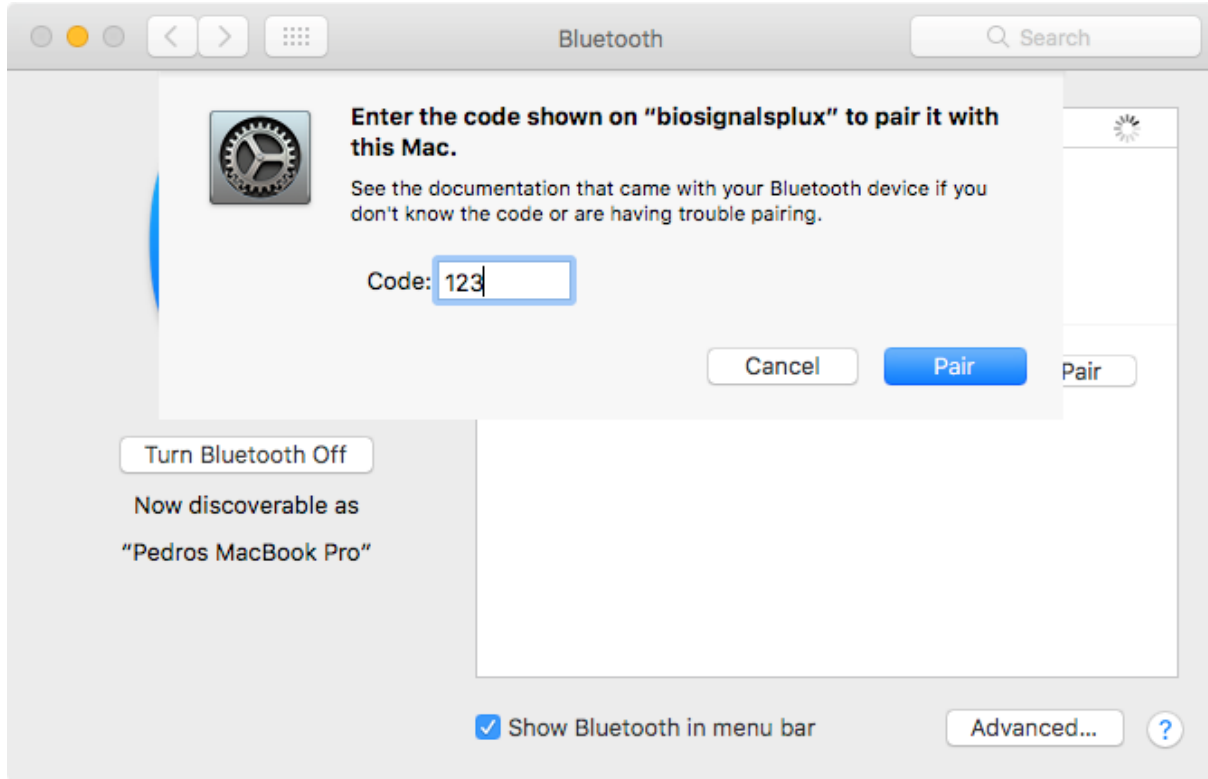 Bluetooth
Search
Enter the code shown on “biosignalsplux” to pair it with
this Mac.
See the documentation that came with your Bluetooth device if you
don't know the code or are having trouble pairing.
Code: 123
Cancel
Pair
Pair
Turn Bluetooth Off
Now discoverable as
“Pedros MacBook Pro”
Show Bluetooth in menu bar
Advanced...
?